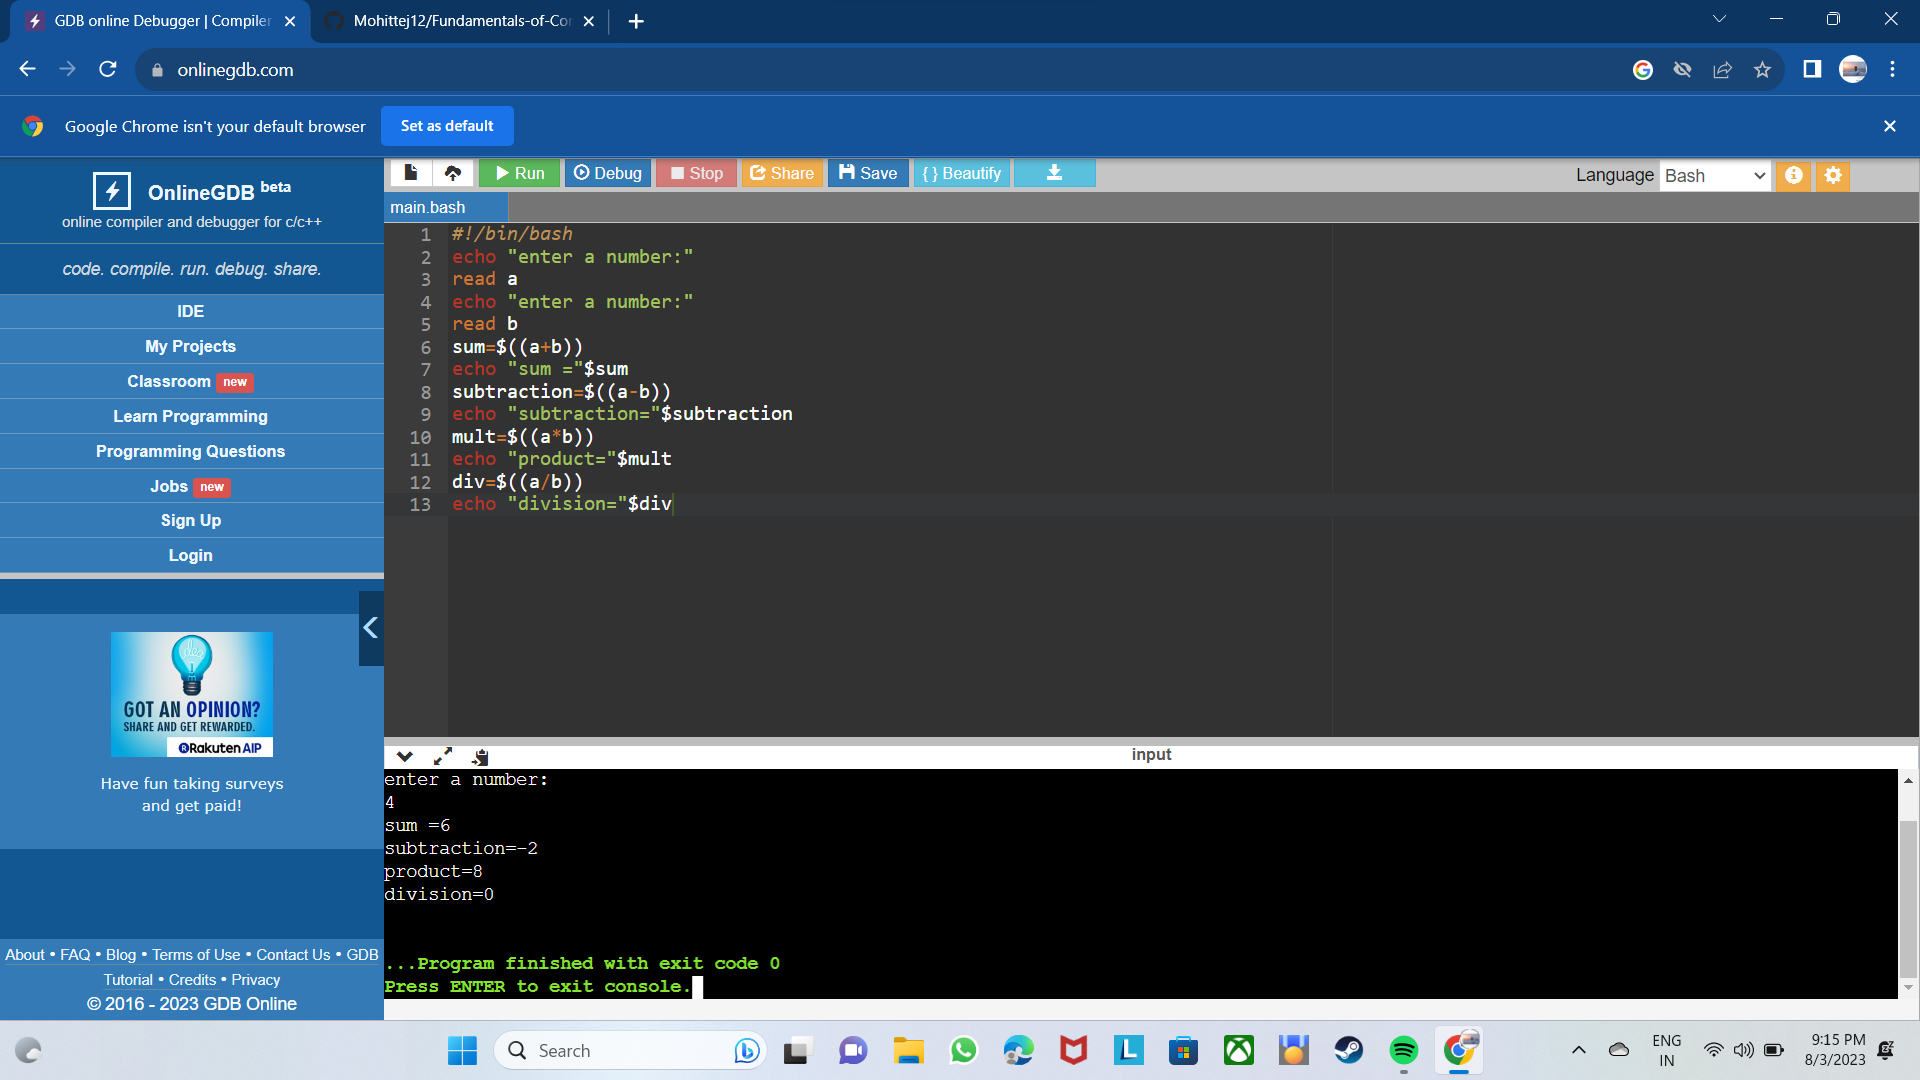 GDB online Debugger | Compiler
Mohittej12/Fundamentals-of-Co
onlinegdb.com
Google Chrome isn't your default browser
Set as default
OnlineGDB beta
online compiler and debugger for c/c++
code. compile. run. debug. share.
IDE
My Projects
Classroom new
Learn Programming
Programming Questions
Jobs new
Sign Up
Login
GOT AN OPINION?
SHARE AND GET REWARDED.
Rakuten AIP
Have fun taking surveys
and get paid!
About • FAQ • Blog • Terms of Use • Contact Us • GDB
Tutorial • Credits • Privacy
© 2016 - 2023 GDB Online
Run Debug Stop Share Save {} Beautify
Language Bash
main.bash
1 #!/bin/bash
2 echo "enter a number:"
3 read a
4 echo "enter a number:"
5 read b
6 sum=$((a+b))
7 echo "sum ="$sum
8 subtraction=$((a-b))
9 echo "subtraction="$subtraction
10 mult=$((a*b))
11 echo "product="$mult
12 div=$((a/b))
13 echo "division="$div
input
enter a number:
4
sum =6
subtraction=-2
product=8
division=0
...Program finished with exit code 0
Press ENTER to exit console.
Search
ENG
IN
9:15 PM
8/3/2023